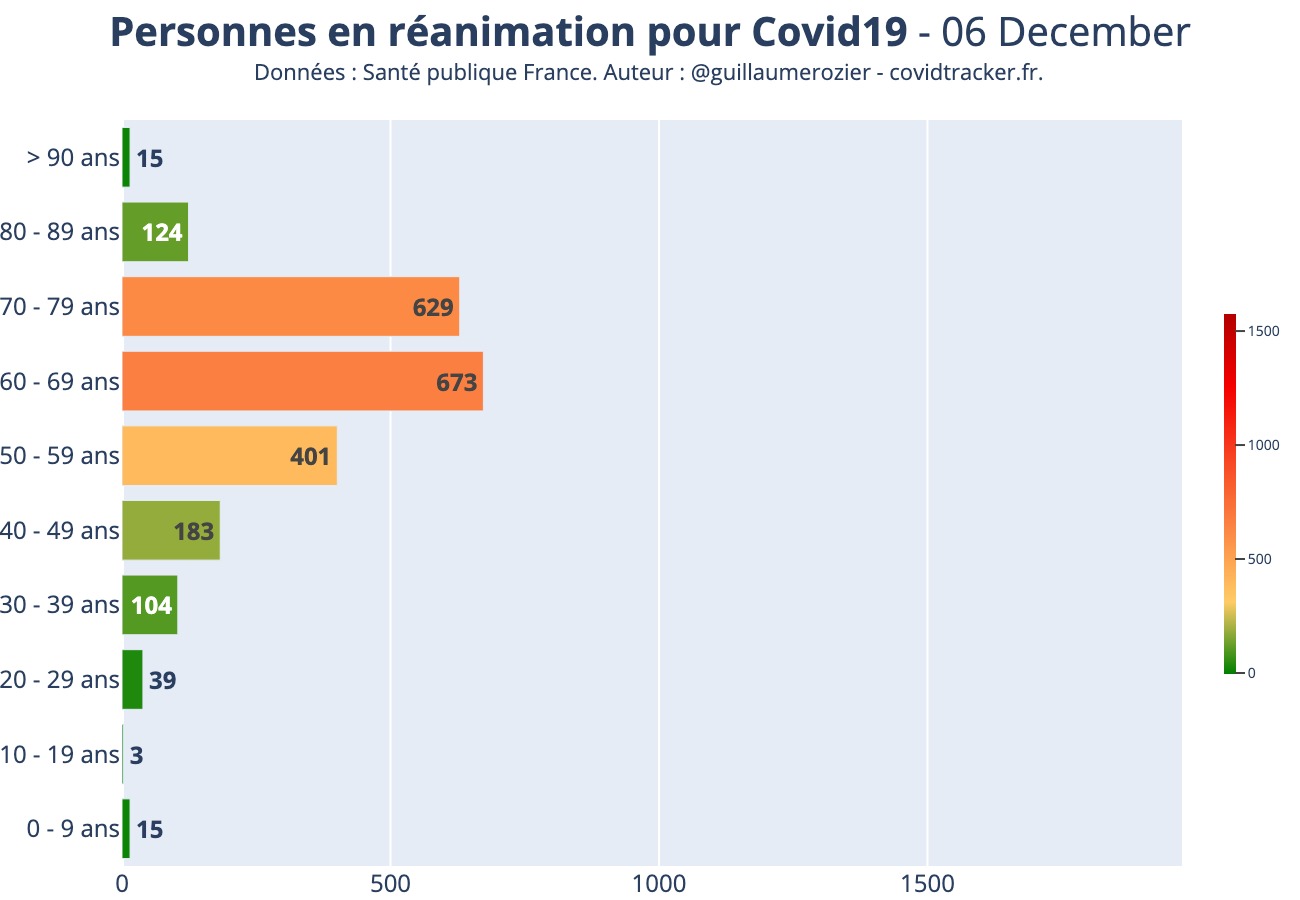 Personnes en réanimation pour Covid19 - 06 December
Données : Santé publique France. Auteur : @guillaumerozier - covidtracker.fr.
> 90 ans 15
80 - 89 ans 124
70 - 79 ans 629
60 - 69 ans 673
50 - 59 ans 401
40 - 49 ans 183
30 - 39 ans 104
20 - 29 ans 39
10 - 19 ans 3
0 - 9 ans 15
0 500 1000 1500
1500
1000
500
0